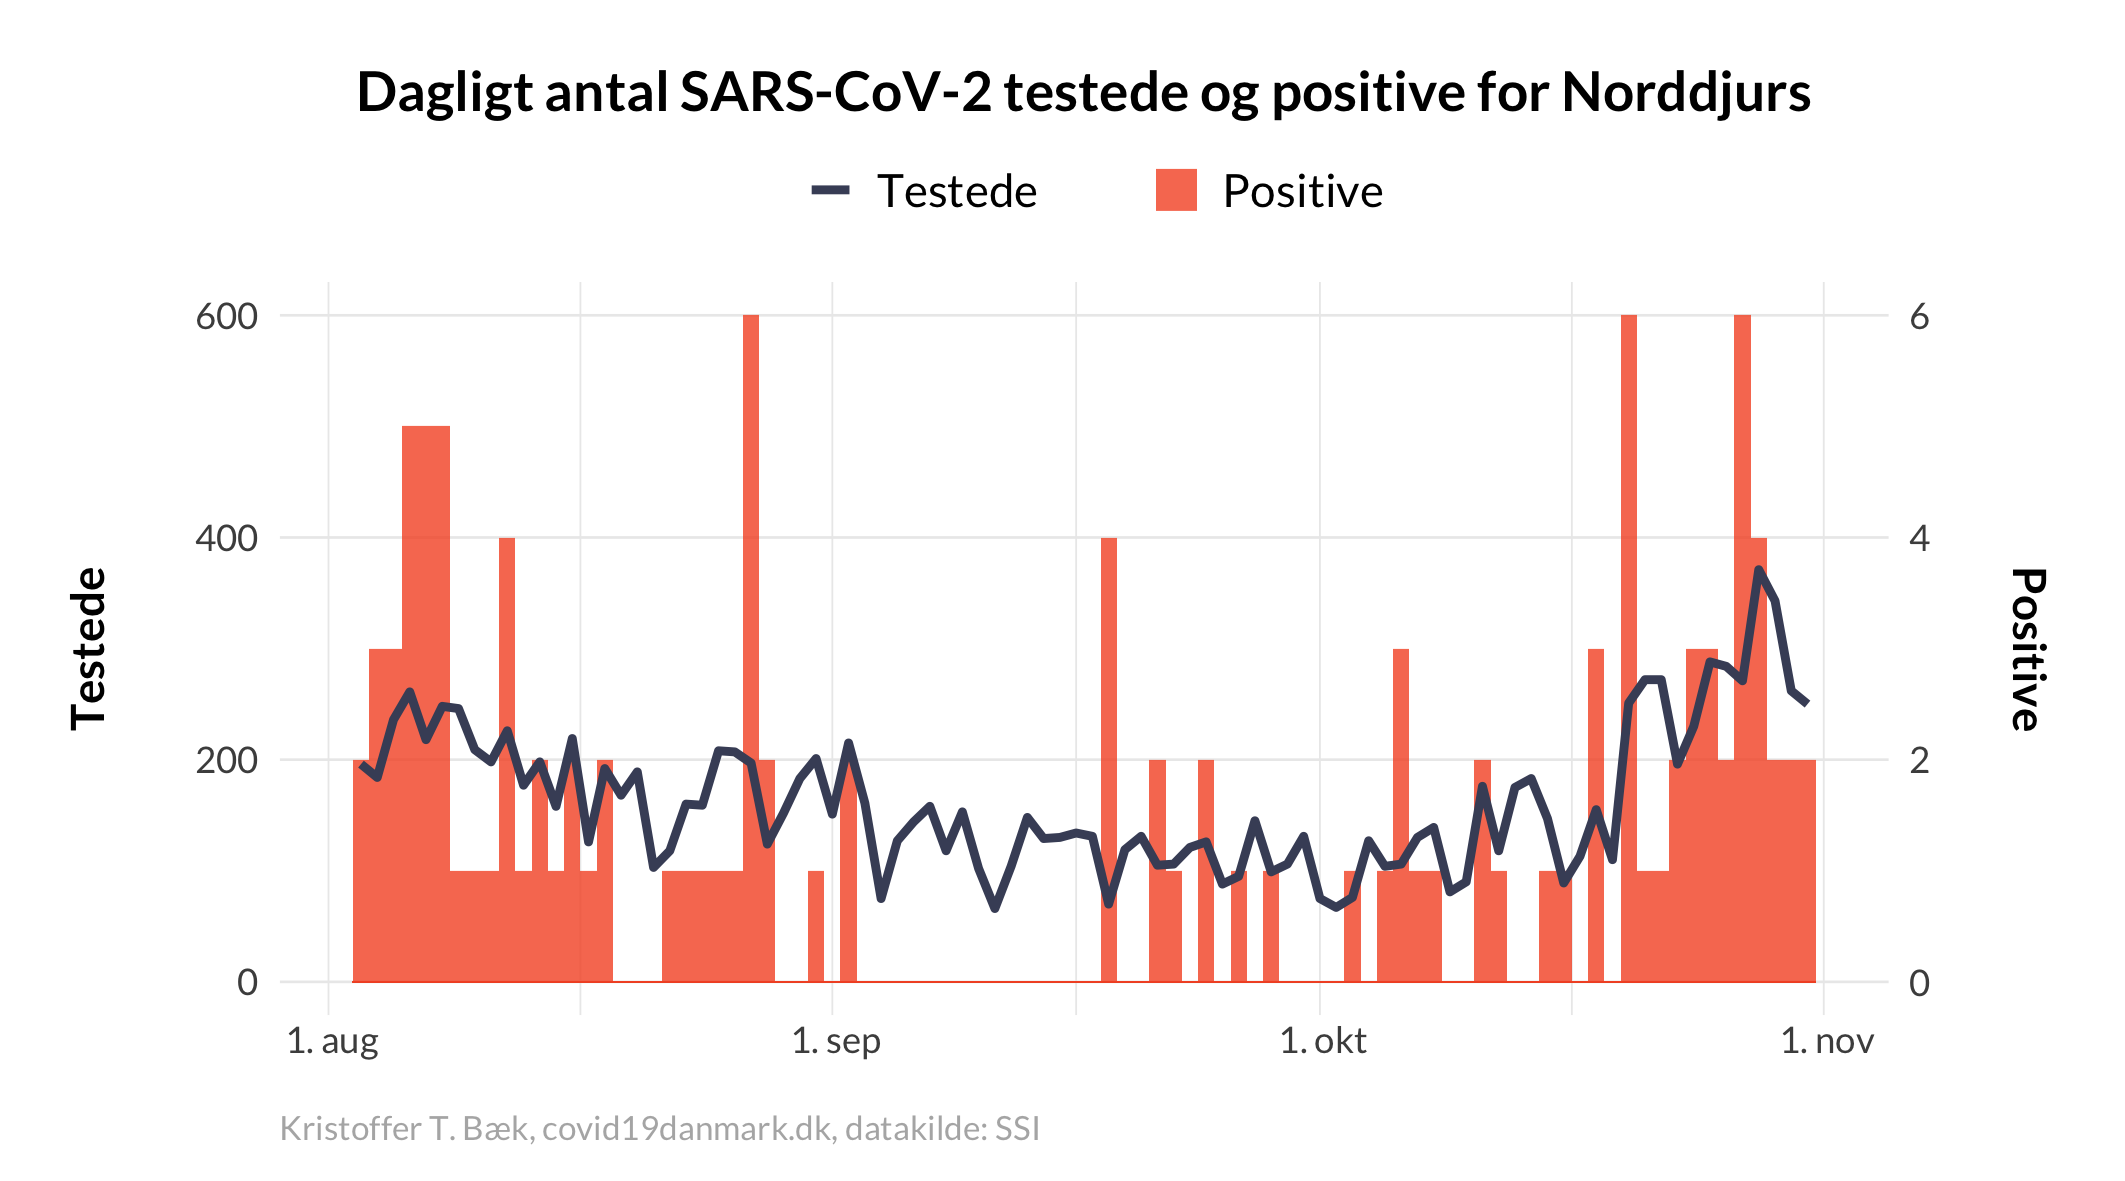 Dagligt antal SARS-CoV-2 testede og positive for Norddjurs
Testede Positive
600 6
400 4
200 2
0 0
Testede
Positive
1. aug 1. sep 1. okt 1. nov
Kristoffer T. Bæk, covid19danmark.dk, datakilde: SSI